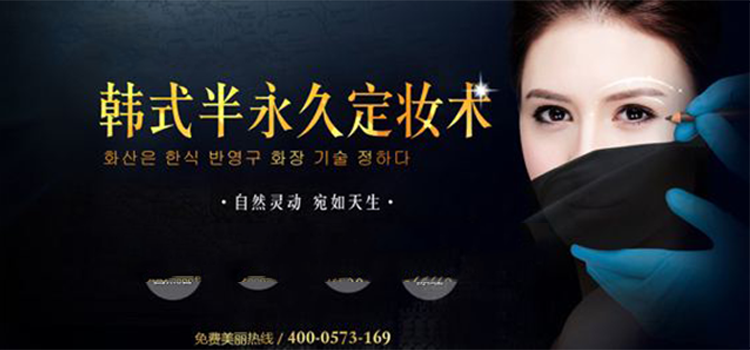 韩式半永久定妆术
화산은 한식 반영구 화장 기술 정하다
·自然灵动 宛如天生·
免费美丽热线/400-0573-169